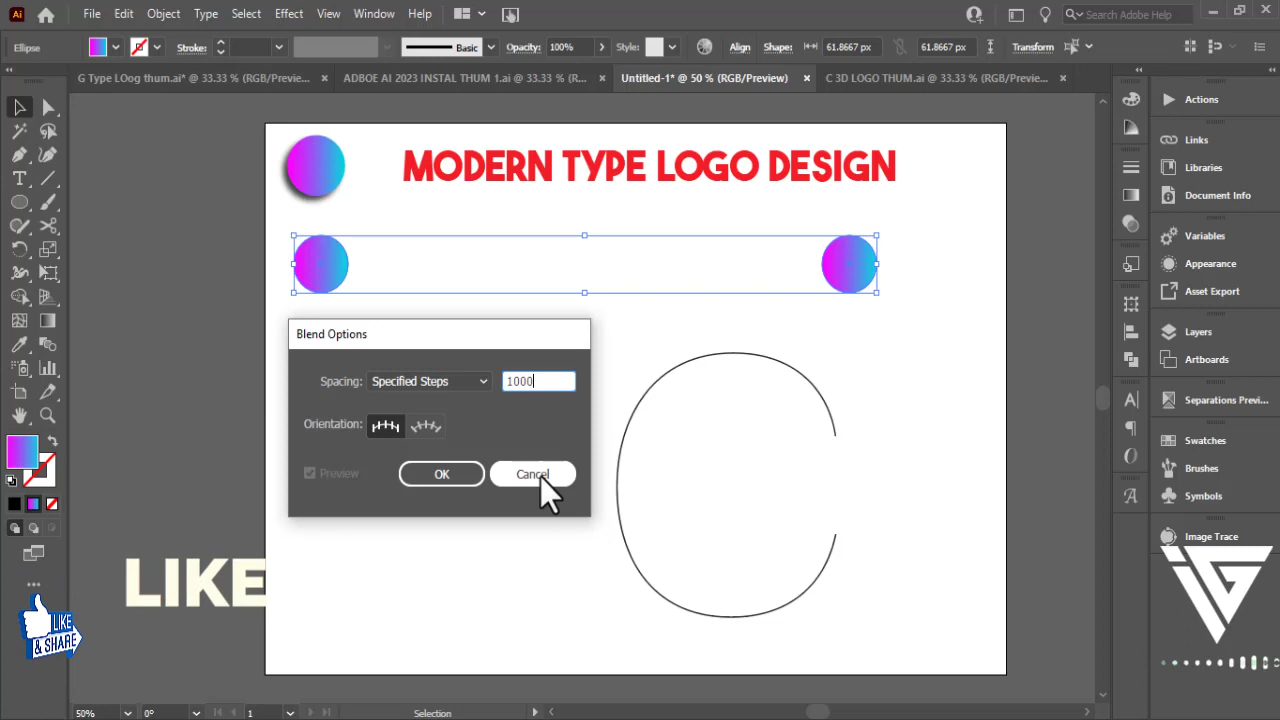 Ai File Edit Object Type Select Effect View Window Help Search Adobe Help
Ellipse Stroke: Basic Opacity: 100% Style: Align Shape: 61.8667 px 61.8667 px Transform
G Type LOog thum.ai* @ 33.33 % (RGB/Previe... ADBOE AI 2023 INSTAL THUM 1.ai @ 33.33 % (R... Untitled-1* @ 50 % (RGB/Preview) C 3D LOGO THUM.ai @ 33.33 % (RGB/Previe...
MODERN TYPE LOGO DESIGN
Blend Options
Spacing: Specified Steps 1000
Orientation:
Preview OK Cancel
LIKE
LIKE
& SHARE
Actions
Links
Libraries
Document Info
Variables
Appearance
Asset Export
Layers
Artboards
Separations Previ...
Swatches
Brushes
Symbols
Image Trace
50% 0° 1 Selection